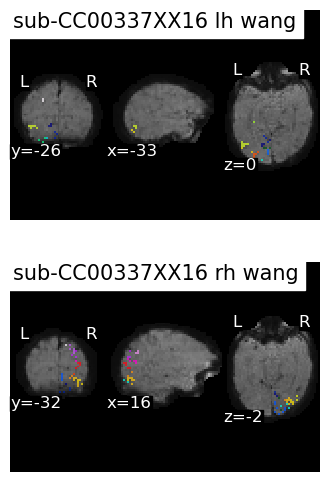 sub-CC00337XX16 lh wang
L R L R
y=-26 x=-33 z=0
sub-CC00337XX16 rh wang
L R L R
y=-32 x=16 z=-2